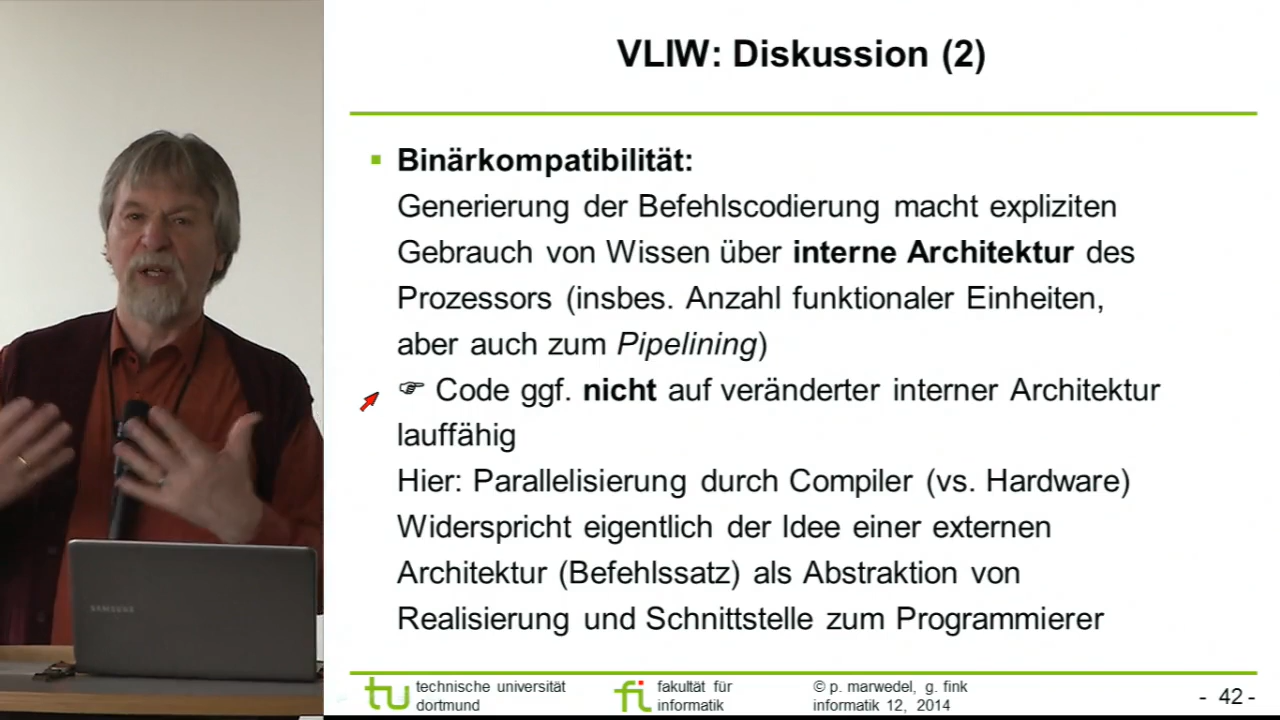 VLIW: Diskussion (2)
Binärkompatibilität:
Generierung der Befehlscodierung macht expliziten
Gebrauch von Wissen über interne Architektur des
Prozessors (insbes. Anzahl funktionaler Einheiten,
aber auch zum Pipelining)
☞ Code ggf. nicht auf veränderter interner Architektur
lauffähig
Hier: Parallelisierung durch Compiler (vs. Hardware)
Widerspricht eigentlich der Idee einer externen
Architektur (Befehlssatz) als Abstraktion von
Realisierung und Schnittstelle zum Programmierer
SAMSUNG
tu technische universität
dortmund
fi fakultät für
informatik
© p. marwedel, g. fink
informatik 12, 2014
- 42 -